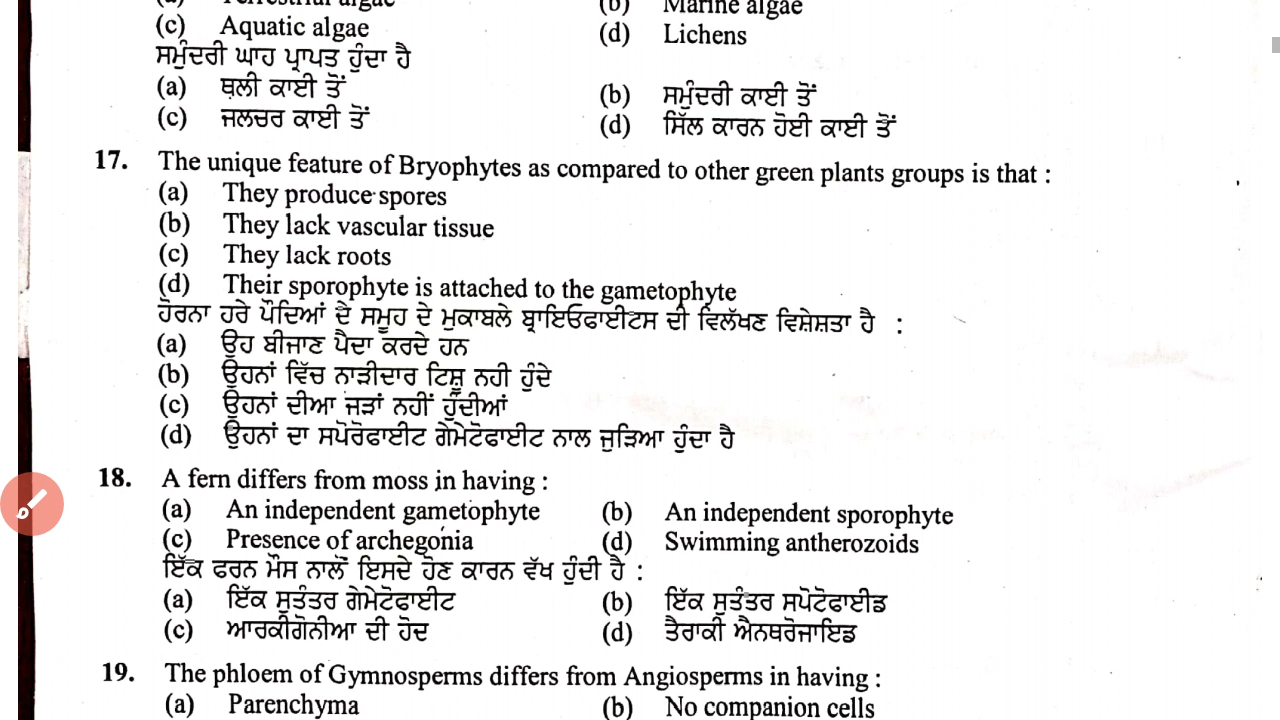 (a) Terrestrial algae (b) Marine algae
(c) Aquatic algae (d) Lichens
ਸਮੁੰਦਰੀ ਘਾਹ ਪ੍ਰਾਪਤ ਹੁੰਦਾ ਹੈ
(a) ਥਲੀ ਕਾਈ ਤੋਂ (b) ਸਮੁੰਦਰੀ ਕਾਈ ਤੋਂ
(c) ਜਲਚਰ ਕਾਈ ਤੋਂ (d) ਸਿੱਲ ਕਾਰਨ ਹੋਈ ਕਾਈ ਤੋਂ
17. The unique feature of Bryophytes as compared to other green plants groups is that :
(a) They produce spores
(b) They lack vascular tissue
(c) They lack roots
(d) Their sporophyte is attached to the gametophyte
ਹੋਰਨਾ ਹਰੇ ਪੌਦਿਆਂ ਦੇ ਸਮੂਹ ਦੇ ਮੁਕਾਬਲੇ ਬ੍ਰਾਇਓਫਾਈਟਸ ਦੀ ਵਿਲੱਖਣ ਵਿਸ਼ੇਸ਼ਤਾ ਹੈ :
(a) ਉਹ ਬੀਜਾਣ ਪੈਦਾ ਕਰਦੇ ਹਨ
(b) ਉਹਨਾਂ ਵਿੱਚ ਨਾੜੀਦਾਰ ਟਿਸ਼ੂ ਨਹੀ ਹੁੰਦੇ
(c) ਉਹਨਾਂ ਦੀਆ ਜੜਾਂ ਨਹੀਂ ਹੁੰਦੀਆਂ
(d) ਉਹਨਾਂ ਦਾ ਸਪੋਰੋਫਾਈਟ ਗੇਮੇਟੋਫਾਈਟ ਨਾਲ ਜੁੜਿਆ ਹੁੰਦਾ ਹੈ
18. A fern differs from moss in having :
(a) An independent gametophyte (b) An independent sporophyte
(c) Presence of archegonia (d) Swimming antherozoids
ਇੱਕ ਫਰਨ ਮੌਸ ਨਾਲੋਂ ਇਸਦੇ ਹੋਣ ਕਾਰਨ ਵੱਖ ਹੁੰਦੀ ਹੈ :
(a) ਇੱਕ ਸੁਤੰਤਰ ਗੇਮੇਟੋਫਾਈਟ (b) ਇੱਕ ਸੁਤੰਤਰ ਸਪੋਟੋਫਾਈਡ
(c) ਆਰਕੀਗੋਨੀਆ ਦੀ ਹੋਦ (d) ਤੈਰਾਕੀ ਐਨਥਰੋਜਾਇਡ
19. The phloem of Gymnosperms differs from Angiosperms in having :
(a) Parenchyma (b) No companion cells